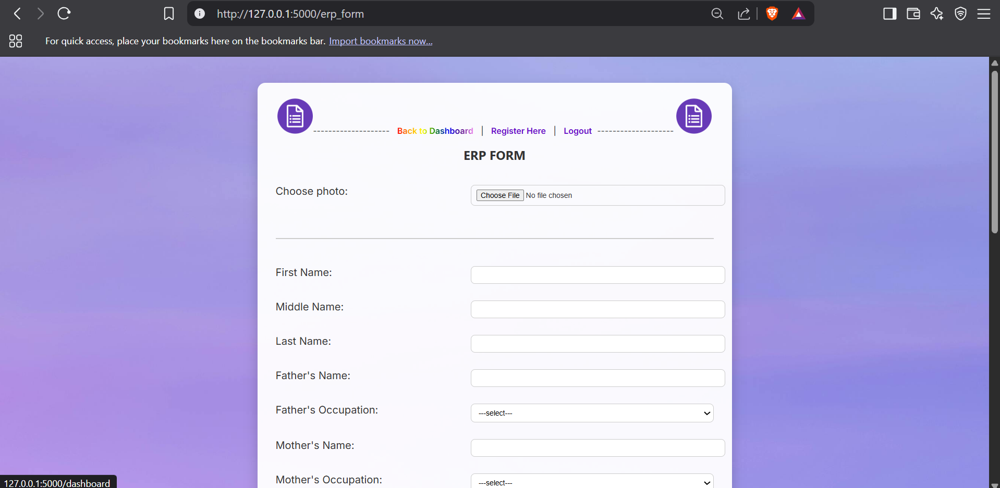 http://127.0.0.1:5000/erp_form
For quick access, place your bookmarks here on the bookmarks bar. Import bookmarks now...
-------------------- Back to Dashboard | Register Here | Logout --------------------
ERP FORM
Choose photo:
Choose File No file chosen
First Name:
Middle Name:
Last Name:
Father's Name:
Father's Occupation:
---select---
Mother's Name:
Mother's Occupation:
---select---
127.0.0.1:5000/dashboard